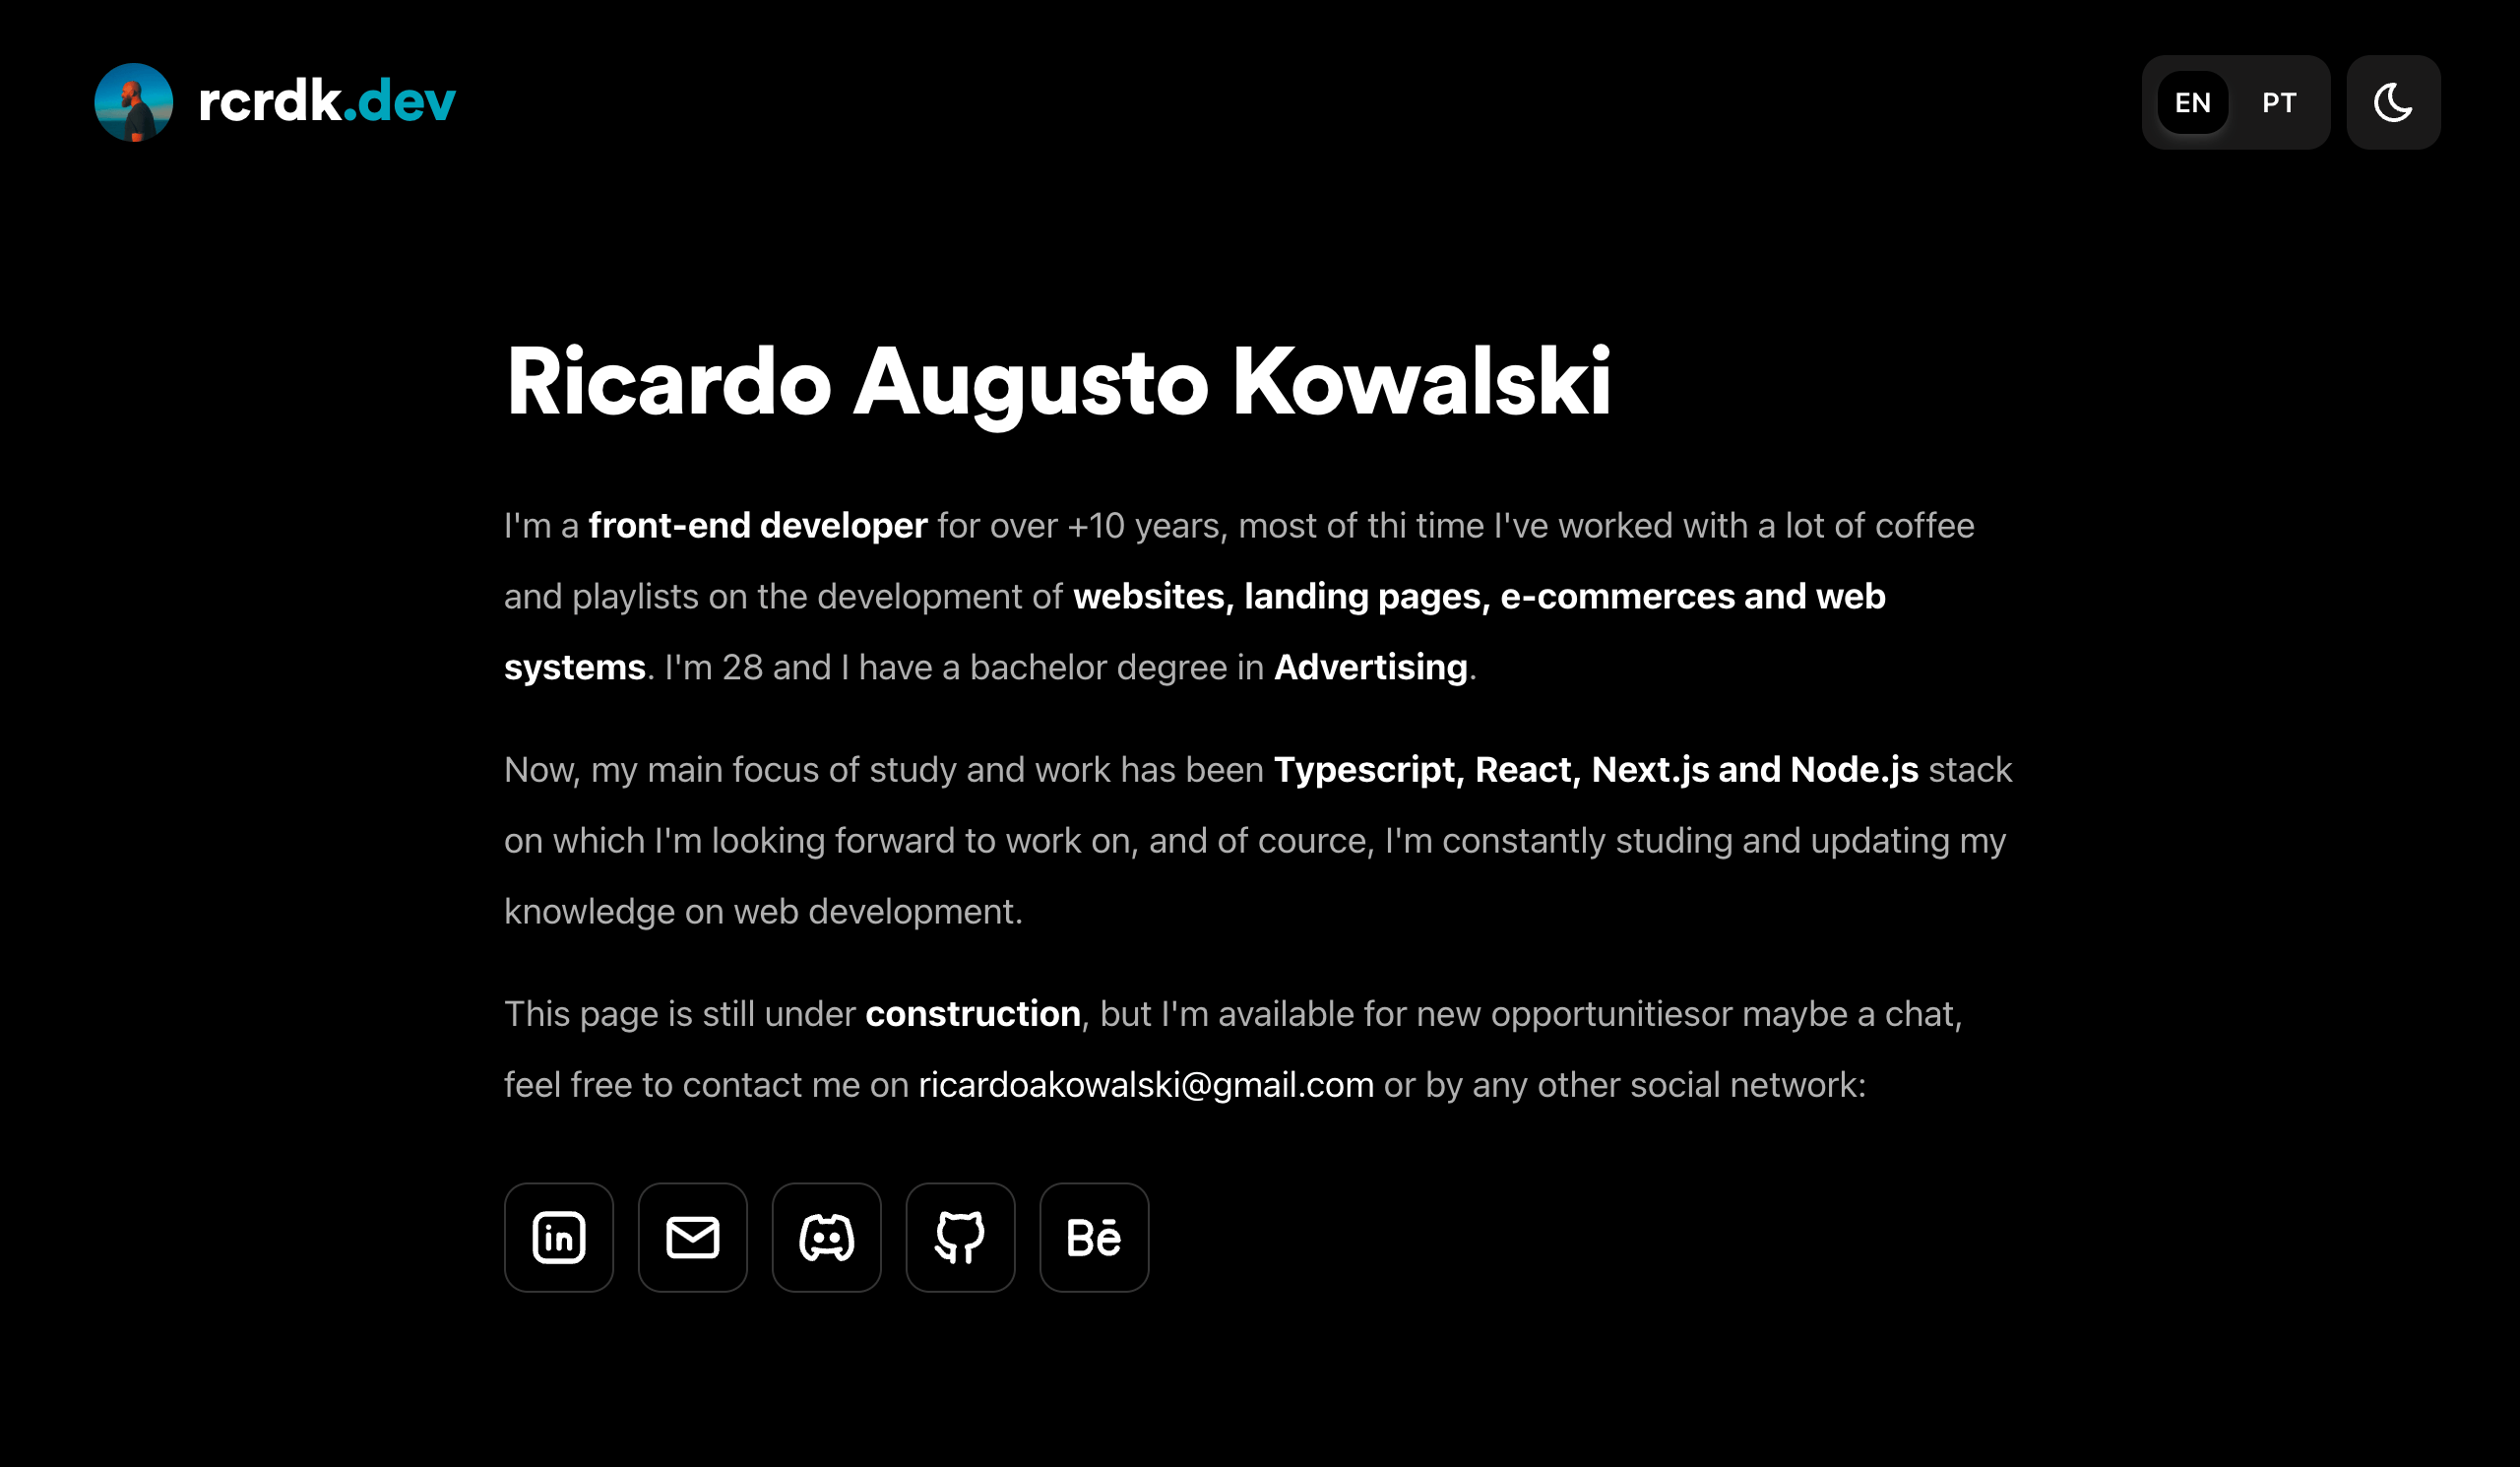 rcrdk.dev
EN PT
Ricardo Augusto Kowalski
I'm a front-end developer for over +10 years, most of thi time I've worked with a lot of coffee
and playlists on the development of websites, landing pages, e-commerces and web
systems. I'm 28 and I have a bachelor degree in Advertising.
Now, my main focus of study and work has been Typescript, React, Next.js and Node.js stack
on which I'm looking forward to work on, and of cource, I'm constantly studing and updating my
knowledge on web development.
This page is still under construction, but I'm available for new opportunitiesor maybe a chat,
feel free to contact me on ricardoakowalski@gmail.com or by any other social network:
in
Bē